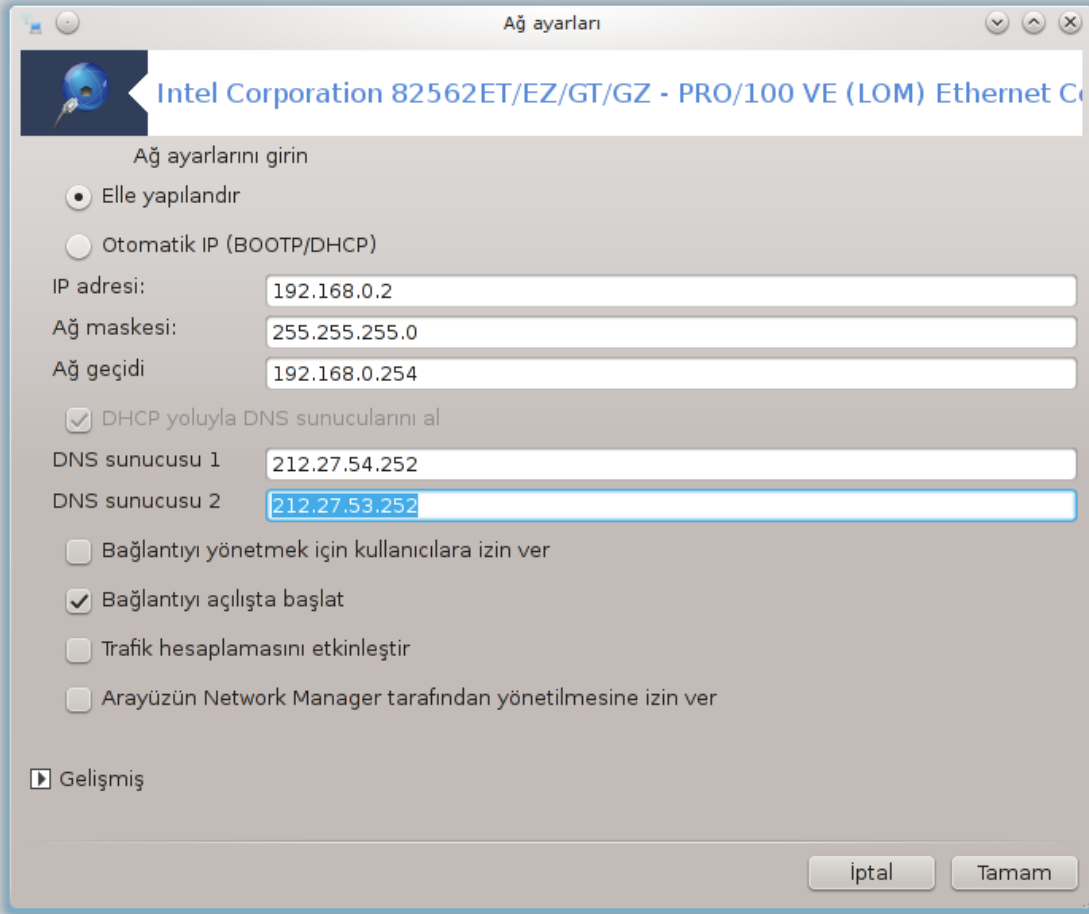 Ağ ayarları
Intel Corporation 82562ET/EZ/GT/GZ - PRO/100 VE (LOM) Ethernet
Ağ ayarlarını girin
Elle yapılandır
Otomatik IP (BOOTP/DHCP)
IP adresi: 192.168.0.2
Ağ maskesi: 255.255.255.0
Ağ geçidi 192.168.0.254
DHCP yoluyla DNS sunucularını al
DNS sunucusu 1 212.27.54.252
DNS sunucusu 2 212.27.53.252
Bağlantıyı yönetmek için kullanıcılara izin ver
Bağlantıyı açılışta başlat
Trafik hesaplamasını etkinleştir
Arayüzün Network Manager tarafından yönetilmesine izin ver
Gelişmiş
İptal Tamam